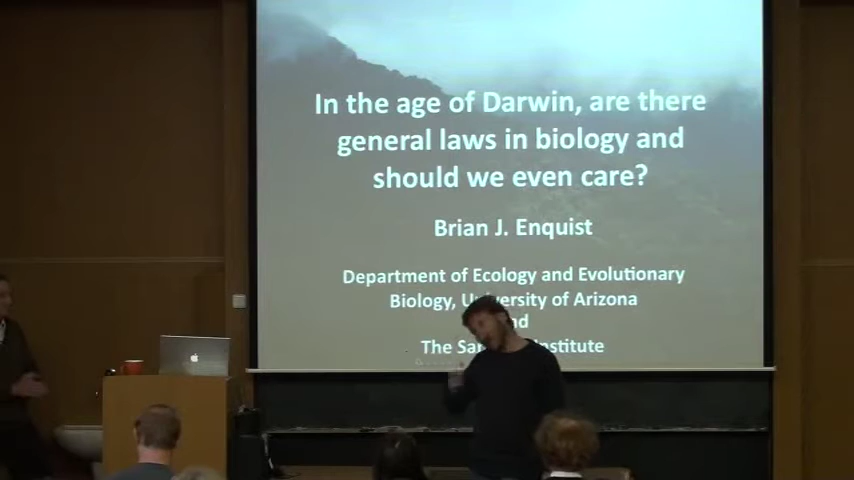 In the age of Darwin, are there
general laws in biology and
should we even care?
Brian J. Enquist
Department of Ecology and Evolutionary
Biology, University of Arizona
The Institute